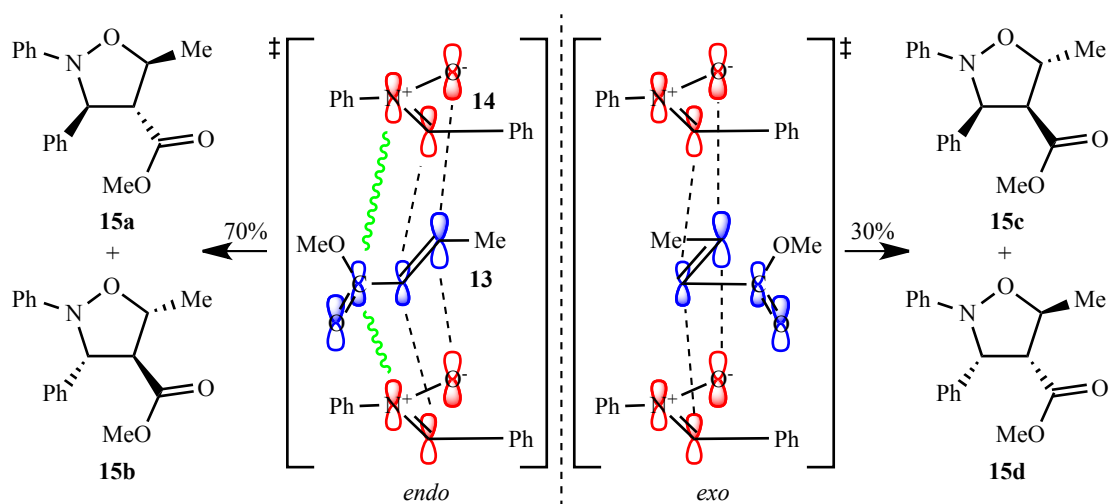 Ph
N
O
Me
Ph
O
MeO
15a
+
70%
Ph
N
O
Me
Ph
O
MeO
15b
‡
Ph
N+
O-
14
Ph
MeO
C
O
Me
13
Ph
N+
O-
Ph
endo
‡
Ph
N+
O-
Ph
Me
OMe
C
O
Ph
N+
O-
Ph
exo
30%
Ph
N
O
Me
Ph
O
MeO
15c
+
Ph
N
O
Me
Ph
O
MeO
15d